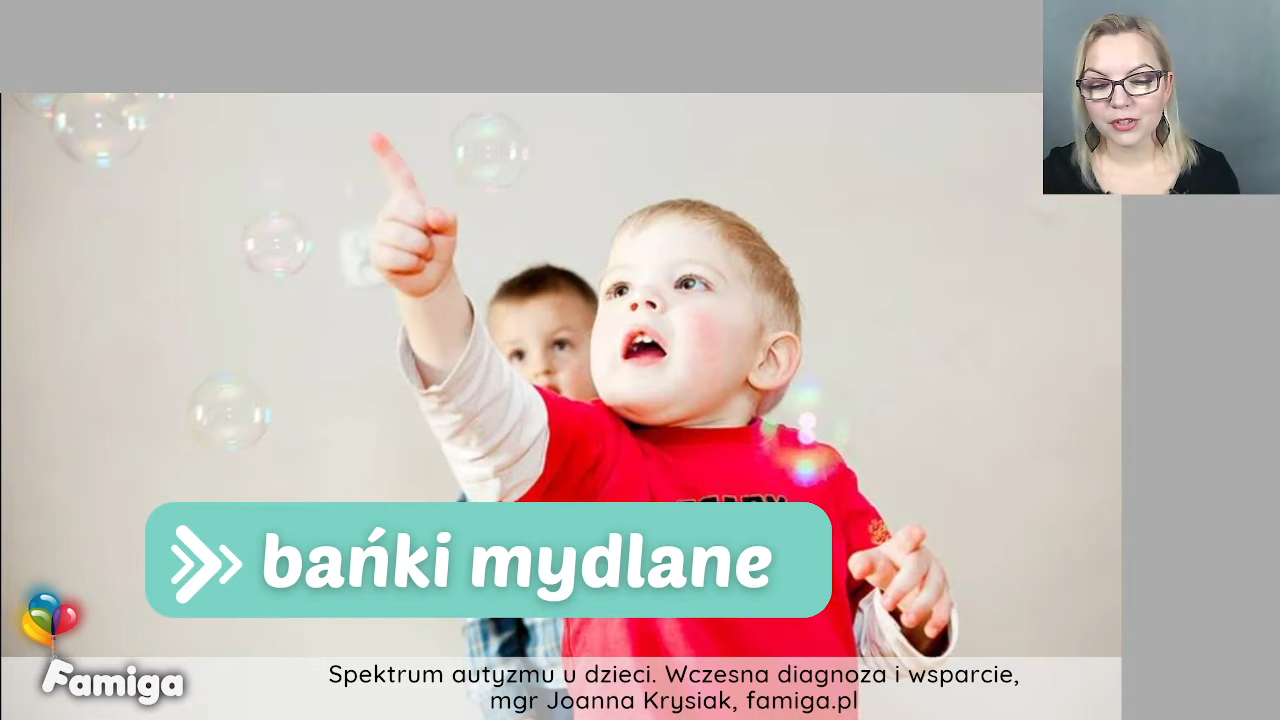 bańki mydlane
Famiga
Spektrum autyzmu u dzieci. Wczesna diagnoza i wsparcie,
mgr Joanna Krysiak, famiga.pl